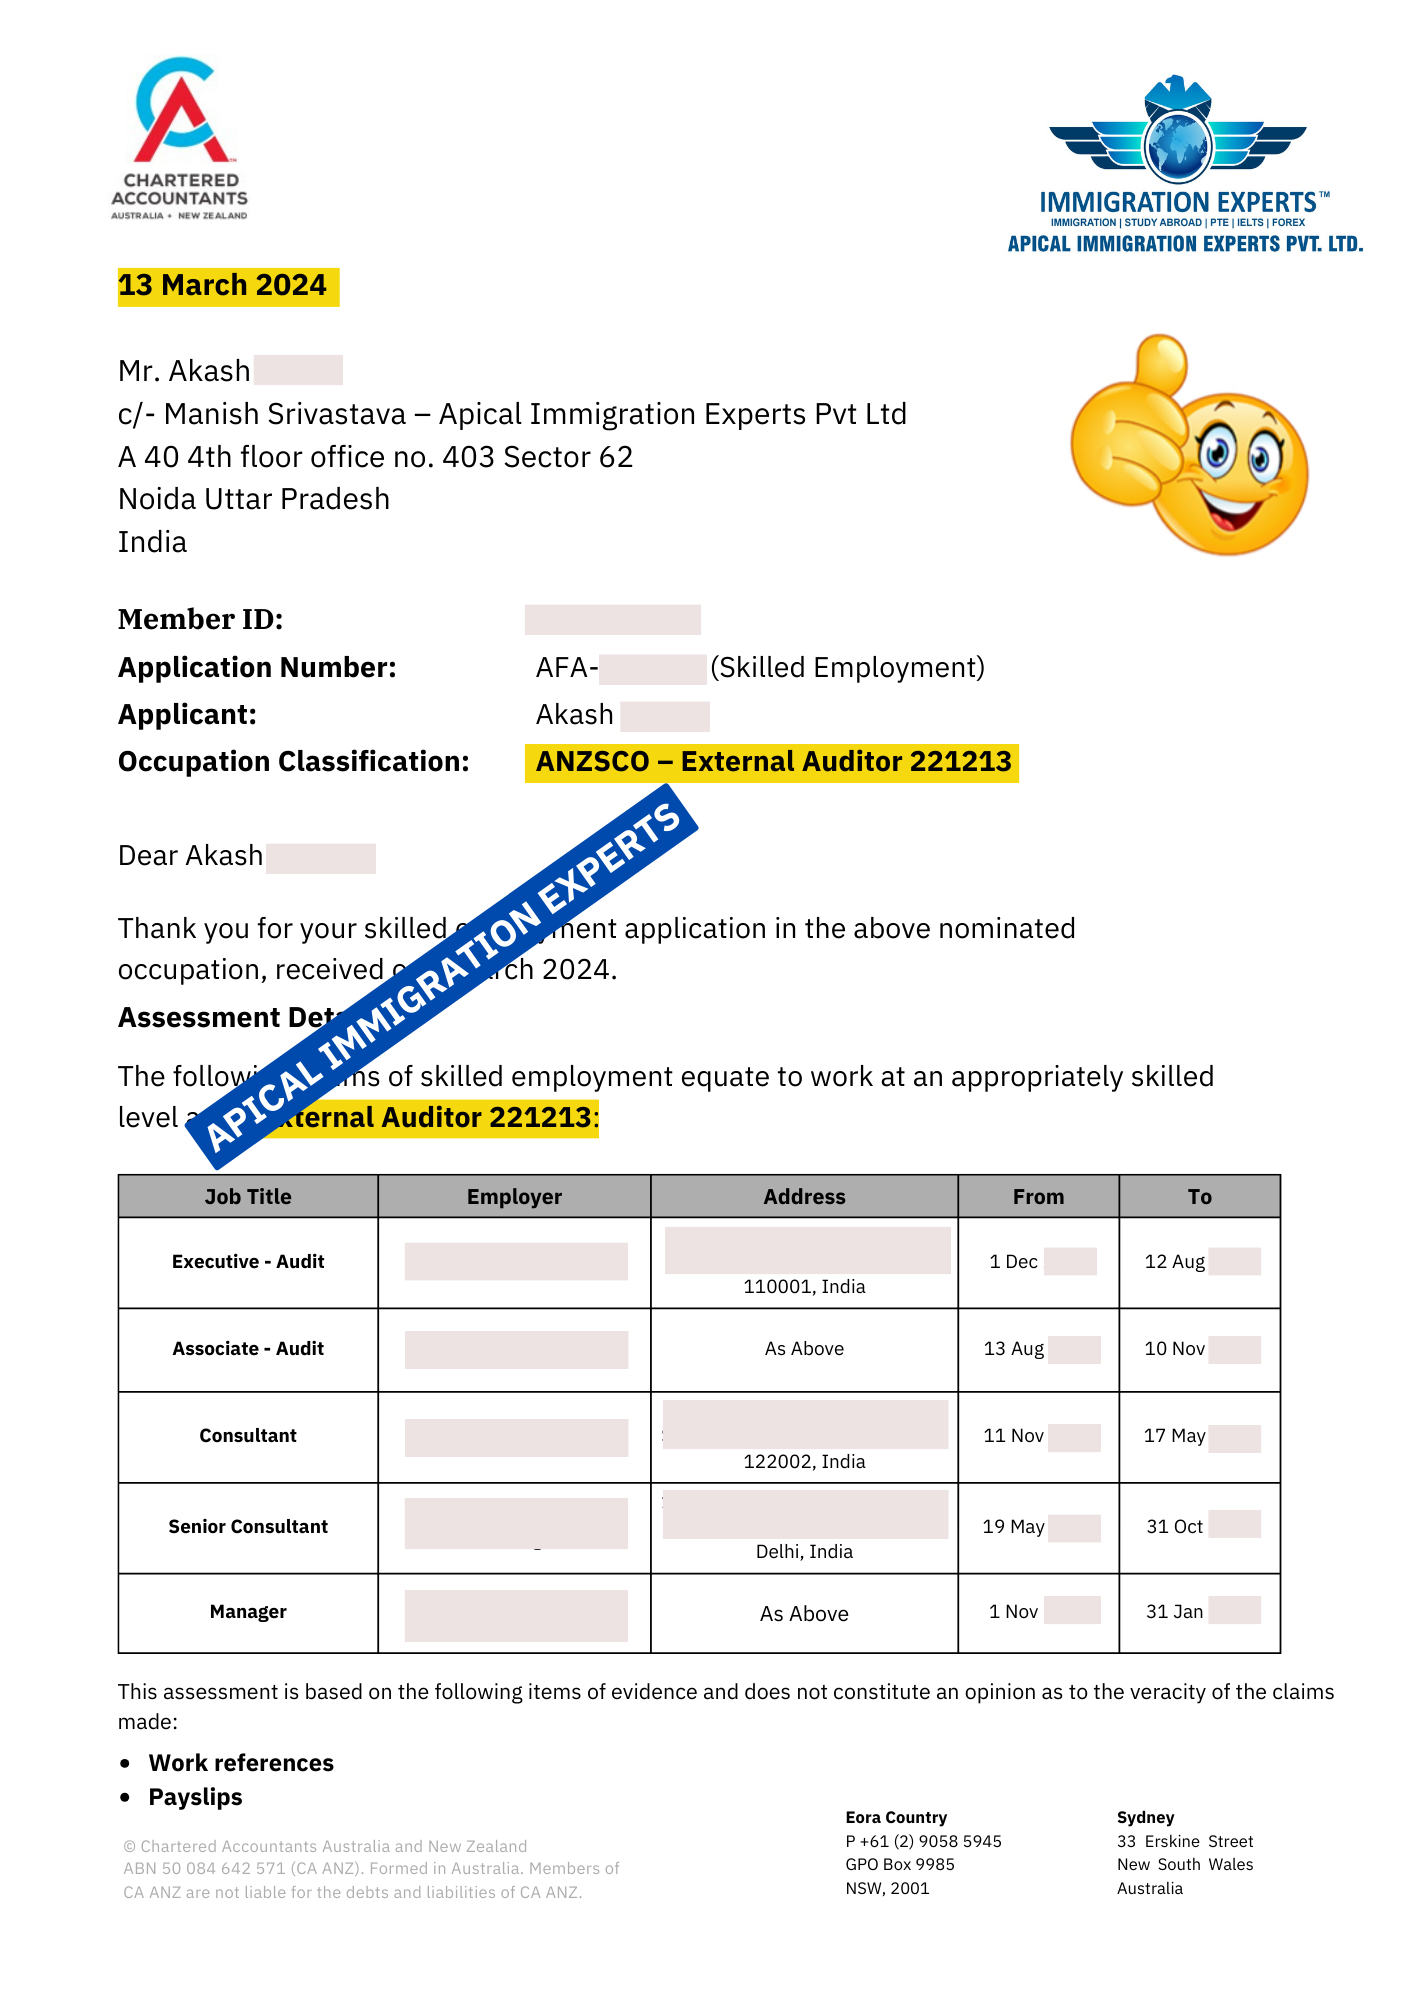 CHARTERED
ACCOUNTANTS
AUSTRALIA + NEW ZEALAND
IMMIGRATION EXPERTS™
IMMIGRATION | STUDY ABROAD | PTE | IELTS | FOREX
APICAL IMMIGRATION EXPERTS PVT. LTD.
13 March 2024
Mr. Akash
c/- Manish Srivastava – Apical Immigration Experts Pvt Ltd
A 40 4th floor office no. 403 Sector 62
Noida Uttar Pradesh
India
Member ID:
Application Number: AFA- (Skilled Employment)
Applicant: Akash
Occupation Classification: ANZSCO – External Auditor 221213
Dear Akash
APICAL IMMIGRATION EXPERTS
Thank you for your skilled application in the above nominated
occupation, received 2024.
Assessment
The of skilled employment equate to work at an appropriately skilled
level External Auditor 221213:
Job Title Employer Address From To
Executive - Audit 110001, India 1 Dec 12 Aug
Associate - Audit As Above 13 Aug 10 Nov
Consultant 122002, India 11 Nov 17 May
Senior Consultant Delhi, India 19 May 31 Oct
Manager As Above 1 Nov 31 Jan
This assessment is based on the following items of evidence and does not constitute an opinion as to the veracity of the claims
made:
• Work references
• Payslips
© Chartered Accountants Australia and New Zealand
ABN 50 084 642 571 (CA ANZ). Formed in Australia. Members of
CA ANZ are not liable for the debts and liabilities of CA ANZ.
Eora Country
P +61 (2) 9058 5945
GPO Box 9985
NSW, 2001
Sydney
33 Erskine Street
New South Wales
Australia